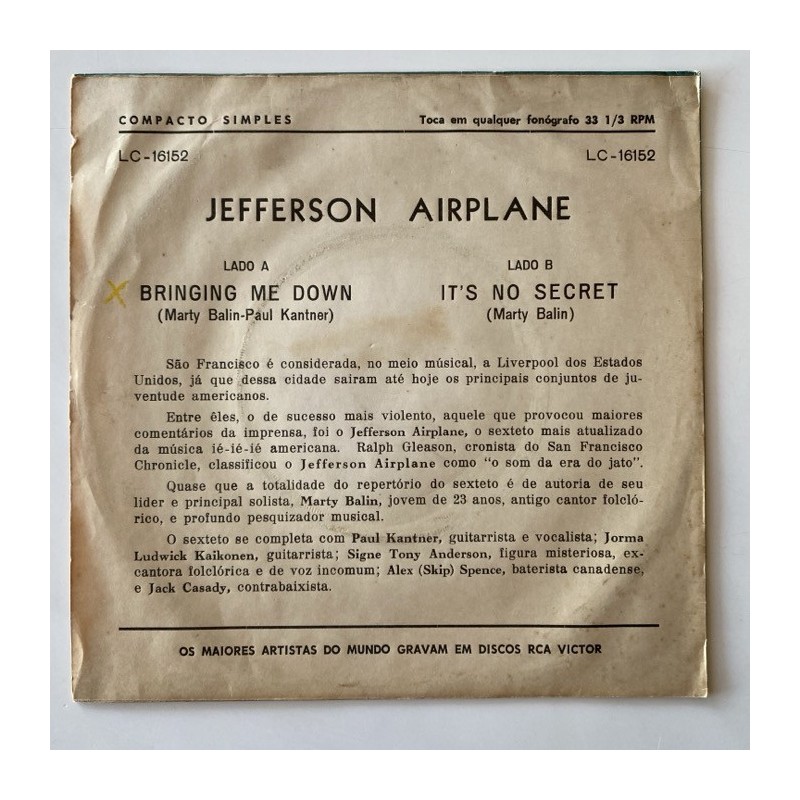 COMPACTO SIMPLES Toca em qualquer fonógrafo 33 1/3 RPM
LC-16152 LC-16152
JEFFERSON AIRPLANE
LADO A LADO B
BRINGING ME DOWN IT'S NO SECRET
(Marty Balin-Paul Kantner) (Marty Balin)
São Francisco é considerada, no meio músical, a Liverpool dos Estados
Unidos, já que dessa cidade sairam até hoje os principais conjuntos de ju-
ventude americanos.
Entre êles, o de sucesso mais violento, aquele que provocou maiores
comentários da imprensa, foi o Jefferson Airplane, o sexteto mais atualizado
da música ié-ié-ié americana. Ralph Gleason, cronista do San Francisco
Chronicle, classificou o Jefferson Airplane como "o som da era do jato".
Quase que a totalidade do repertório do sexteto é de autoria de seu
lider e principal solista, Marty Balin, jovem de 23 anos, antigo cantor folcló-
rico, e profundo pesquizador musical.
O sexteto se completa com Paul Kantner, guitarrista e vocalista; Jorma
Ludwick Kaikonen, guitarrista; Signe Tony Anderson, figura misteriosa, ex-
cantora folclórica e de voz incomum; Alex (Skip) Spence, baterista canadense,
e Jack Casady, contrabaixista.
OS MAIORES ARTISTAS DO MUNDO GRAVAM EM DISCOS RCA VICTOR